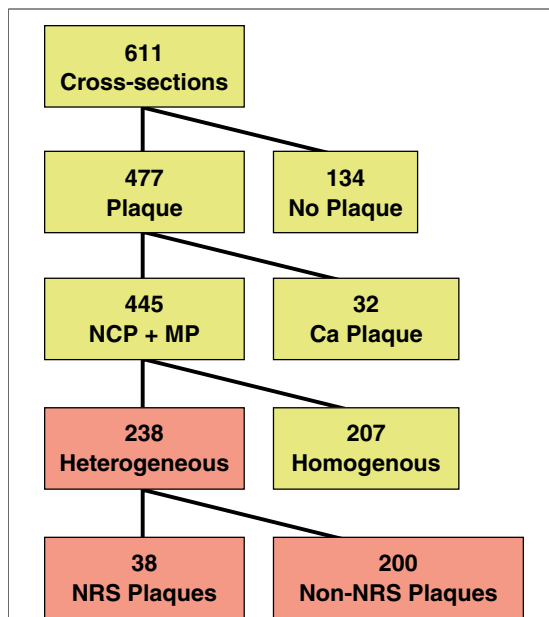 611
Cross-sections
477
Plaque
134
No Plaque
445
NCP + MP
32
Ca Plaque
238
Heterogeneous
207
Homogenous
38
NRS Plaques
200
Non-NRS Plaques